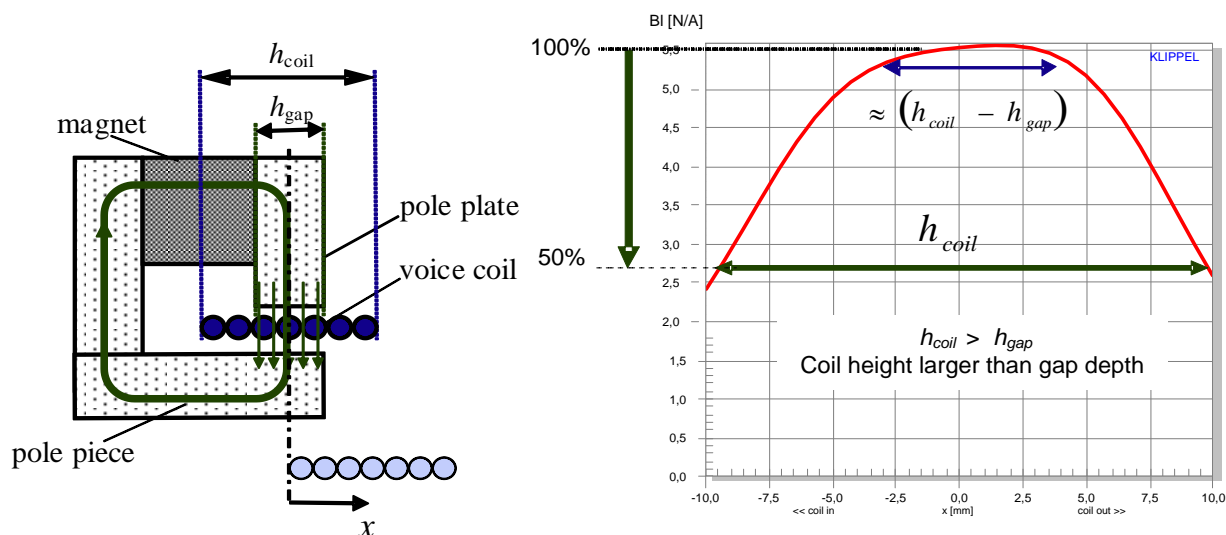 h_coil
h_gap
magnet
pole plate
voice coil
pole piece
x
Bl [N/A]
100%
50%
KLIPPEL
≈ (h_coil − h_gap)
h_coil
h_coil > h_gap
Coil height larger than gap depth
5,5
5,0
4,5
4,0
3,5
3,0
2,5
2,0
1,5
1,0
0,5
0,0
-10,0 -7,5 -5,0 -2,5 0,0 2,5 5,0 7,5 10,0
<< coil in x [mm] coil out >>